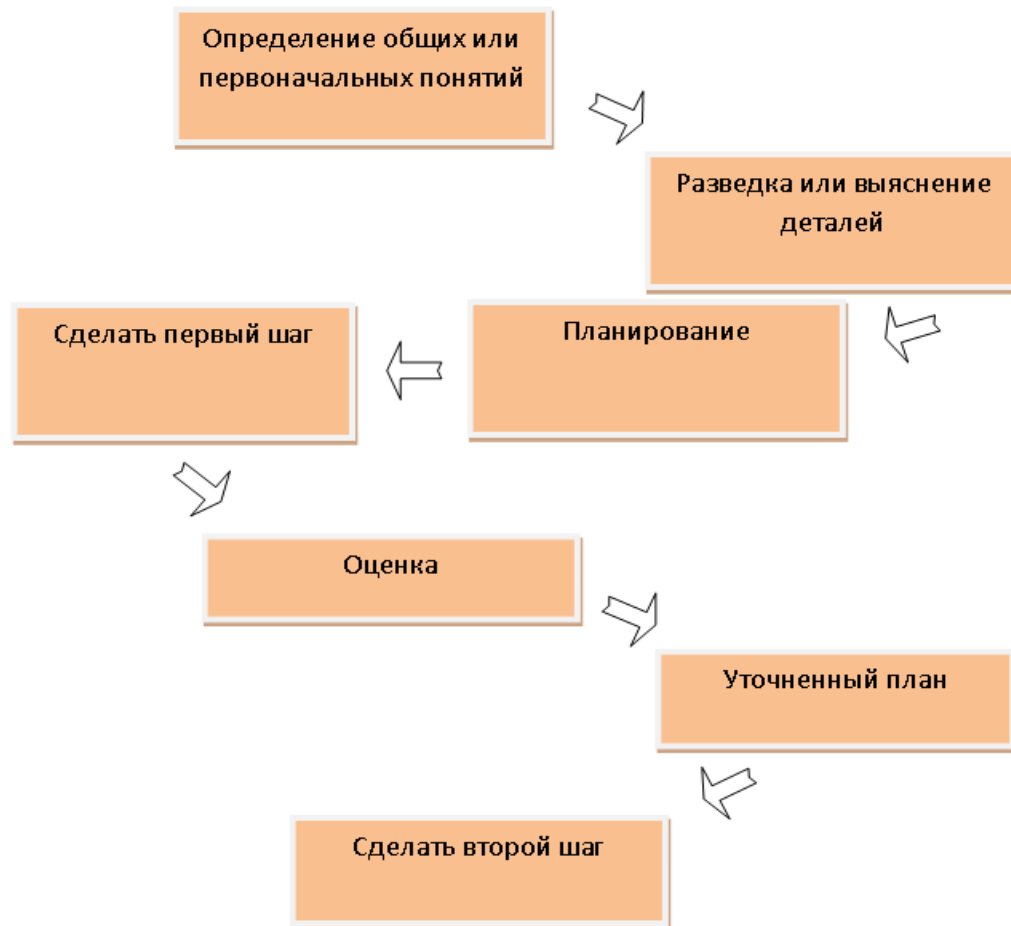 Определение общих или
первоначальных понятий
Разведка или выяснение
деталей
Планирование
Сделать первый шаг
Оценка
Уточненный план
Сделать второй шаг